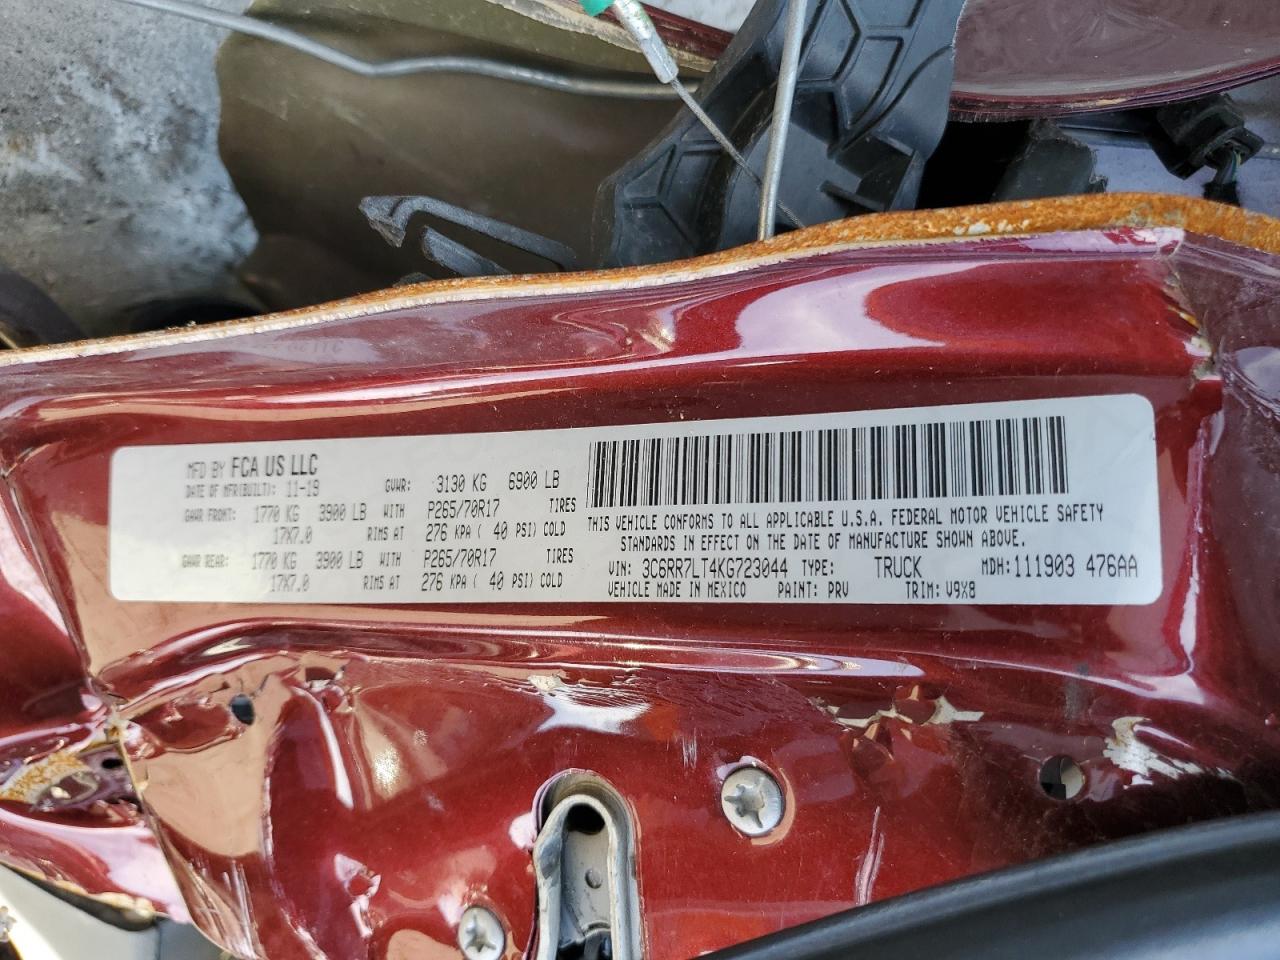 MFD BY FCA US LLC
DATE OF MFR(BUILT): 11-19 GVWR: 3130 KG 6900 LB
GAWR FRONT: 1770 KG 3900 LB WITH P265/70R17 TIRES
17X7.0 RIMS AT 276 KPA ( 40 PSI) COLD
GAWR REAR: 1770 KG 3900 LB WITH P265/70R17 TIRES
17X7.0 RIMS AT 276 KPA ( 40 PSI) COLD
THIS VEHICLE CONFORMS TO ALL APPLICABLE U.S.A. FEDERAL MOTOR VEHICLE SAFETY
STANDARDS IN EFFECT ON THE DATE OF MANUFACTURE SHOWN ABOVE.
VIN: 3C6RR7LT4KG723044 TYPE: TRUCK MDH: 111903 476AA
VEHICLE MADE IN MEXICO PAINT: PRV TRIM: V9X8